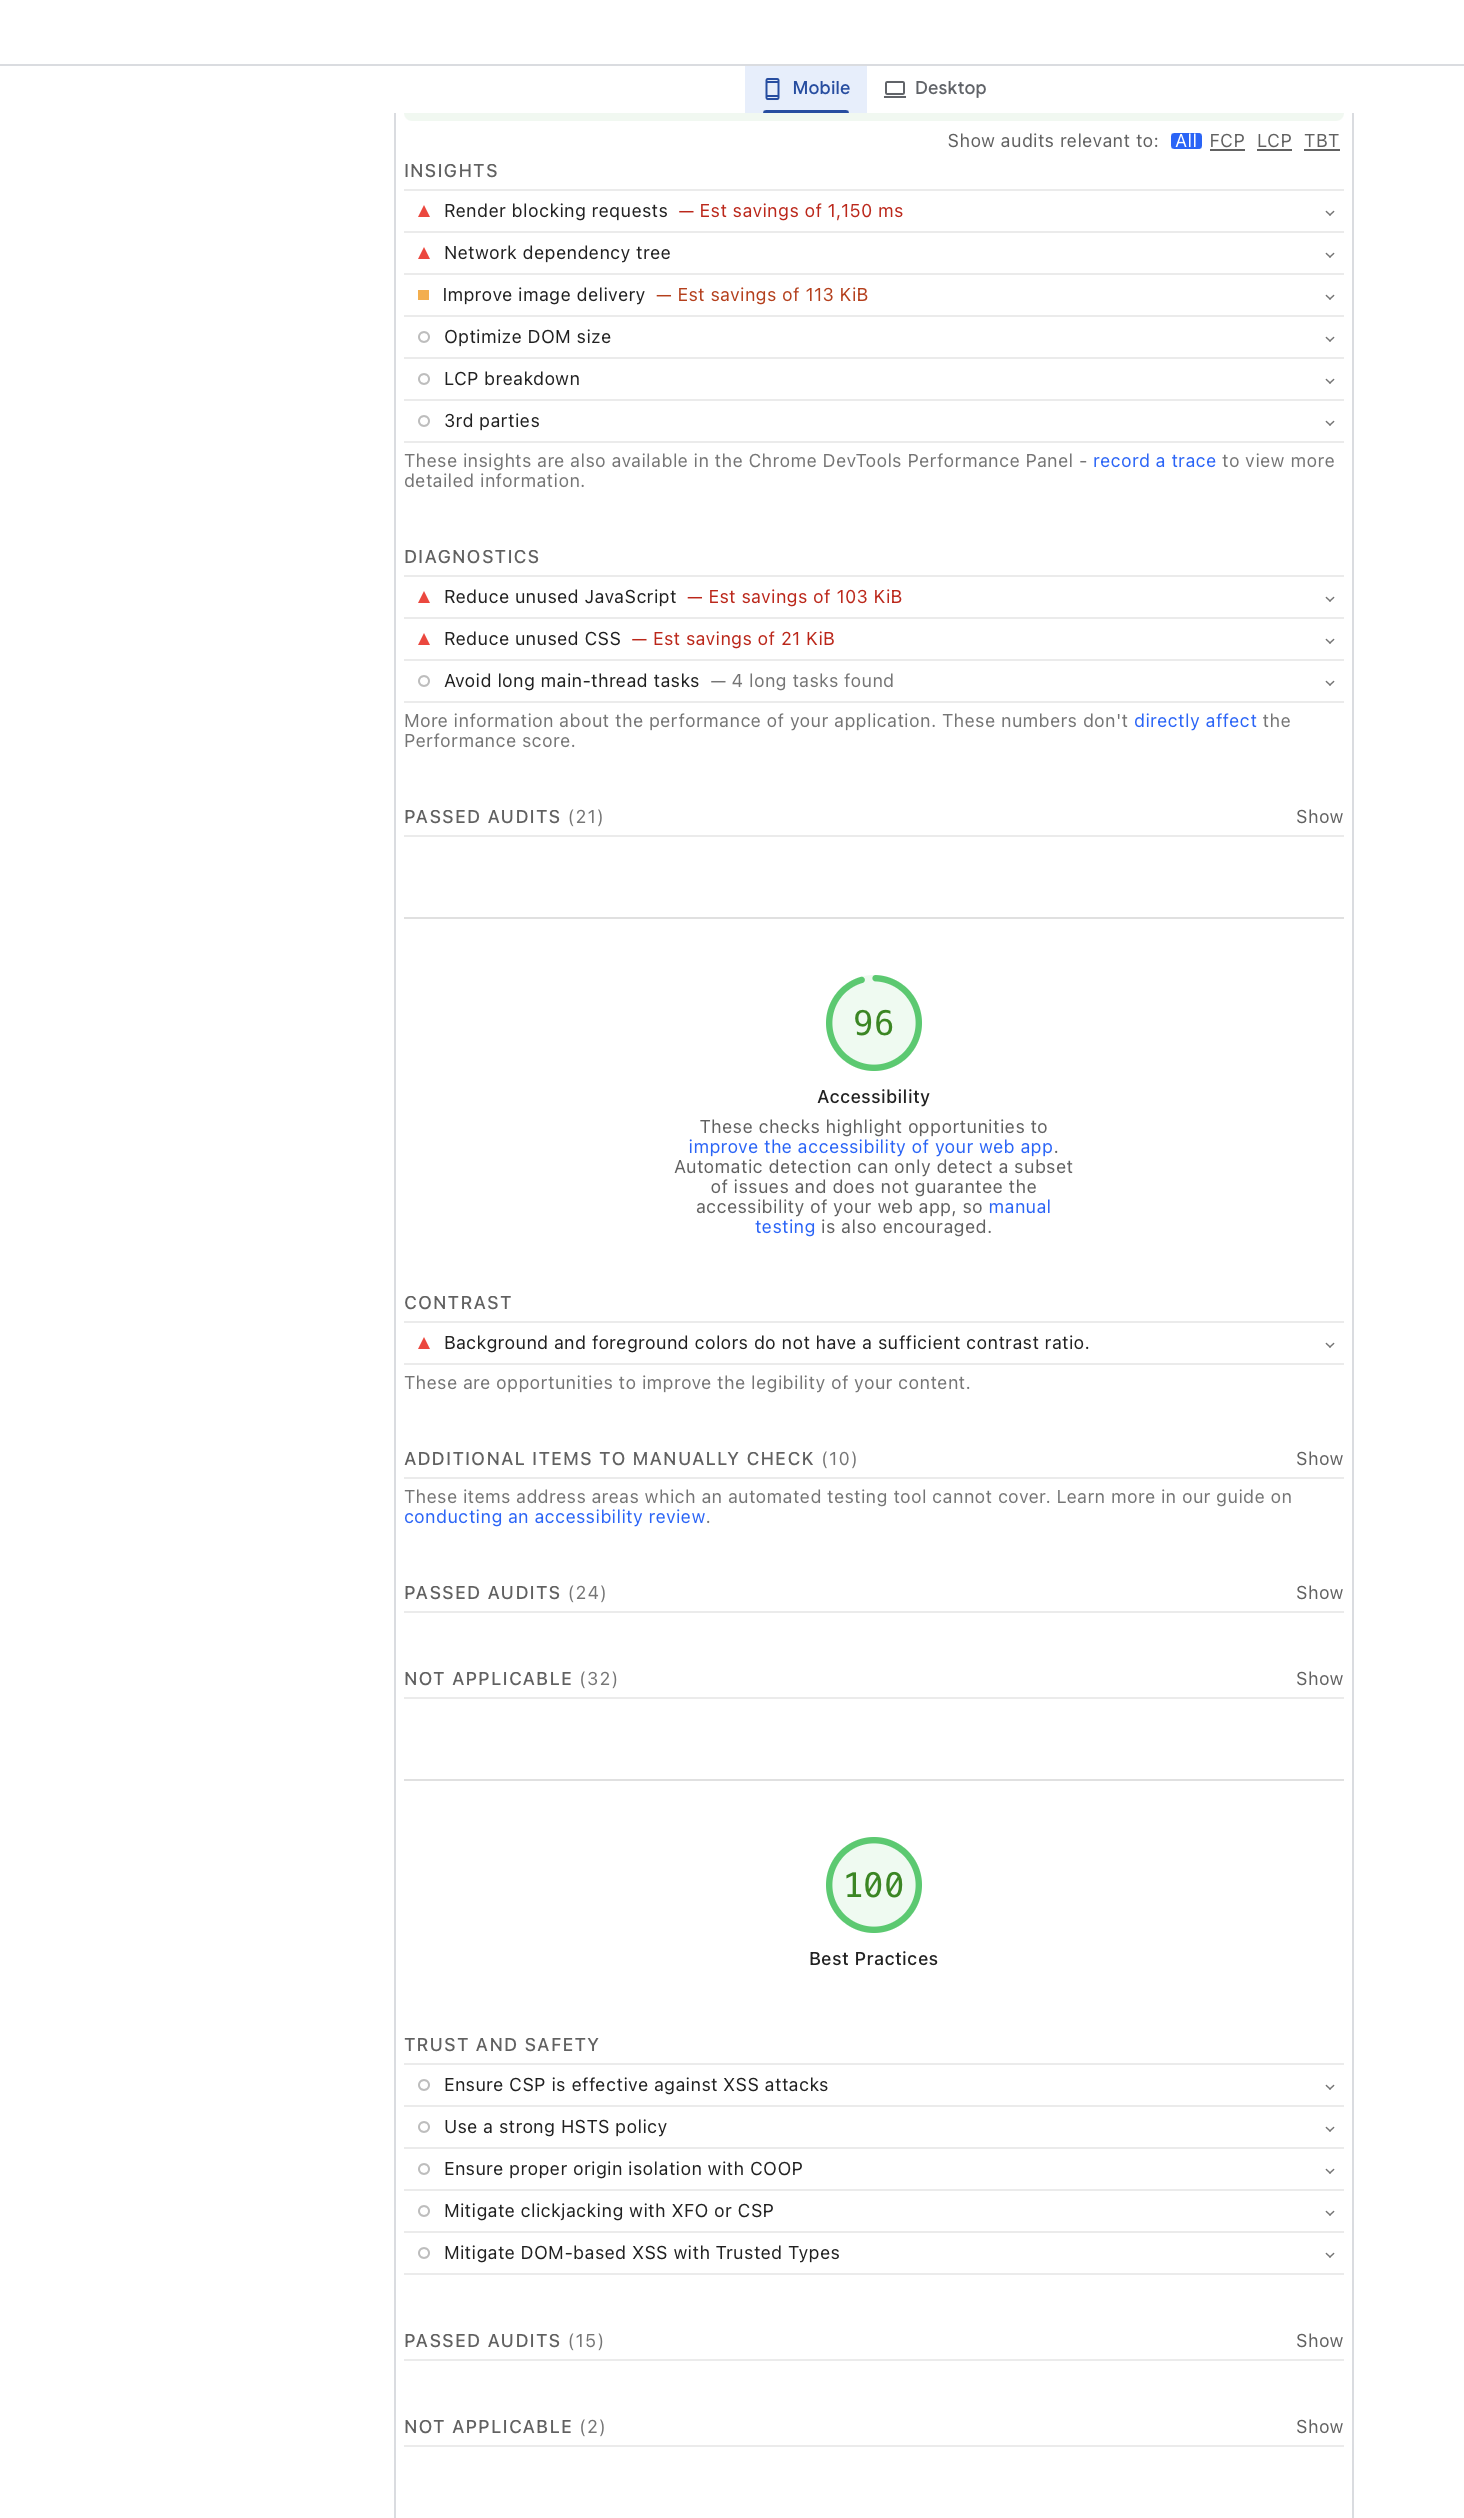 Mobile
Desktop
Show audits relevant to: All FCP LCP TBT
INSIGHTS
Render blocking requests — Est savings of 1,150 ms
Network dependency tree
Improve image delivery — Est savings of 113 KiB
Optimize DOM size
LCP breakdown
3rd parties
These insights are also available in the Chrome DevTools Performance Panel - record a trace to view more
detailed information.
DIAGNOSTICS
Reduce unused JavaScript — Est savings of 103 KiB
Reduce unused CSS — Est savings of 21 KiB
Avoid long main-thread tasks — 4 long tasks found
More information about the performance of your application. These numbers don't directly affect the
Performance score.
PASSED AUDITS (21)
Show
96
Accessibility
These checks highlight opportunities to
improve the accessibility of your web app.
Automatic detection can only detect a subset
of issues and does not guarantee the
accessibility of your web app, so manual
testing is also encouraged.
CONTRAST
Background and foreground colors do not have a sufficient contrast ratio.
These are opportunities to improve the legibility of your content.
ADDITIONAL ITEMS TO MANUALLY CHECK (10)
Show
These items address areas which an automated testing tool cannot cover. Learn more in our guide on
conducting an accessibility review.
PASSED AUDITS (24)
Show
NOT APPLICABLE (32)
Show
100
Best Practices
TRUST AND SAFETY
Ensure CSP is effective against XSS attacks
Use a strong HSTS policy
Ensure proper origin isolation with COOP
Mitigate clickjacking with XFO or CSP
Mitigate DOM-based XSS with Trusted Types
PASSED AUDITS (15)
Show
NOT APPLICABLE (2)
Show